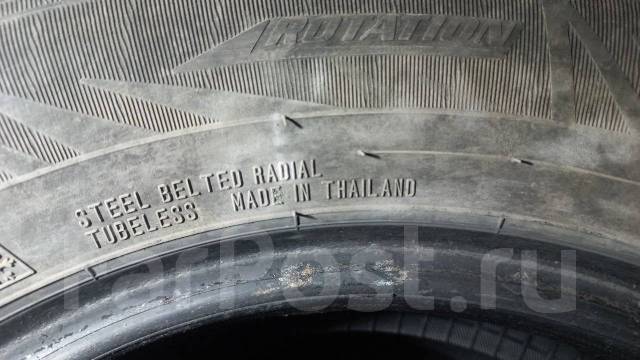 ROTATION
STEEL BELTED RADIAL
TUBELESS MADE IN THAILAND
FarPost.ru